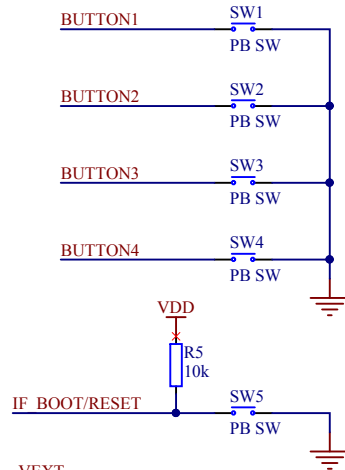 BUTTON1
SW1
PB SW
BUTTON2
SW2
PB SW
BUTTON3
SW3
PB SW
BUTTON4
SW4
PB SW
VDD
R5
10k
IF_BOOT/RESET
SW5
PB SW
VEXT